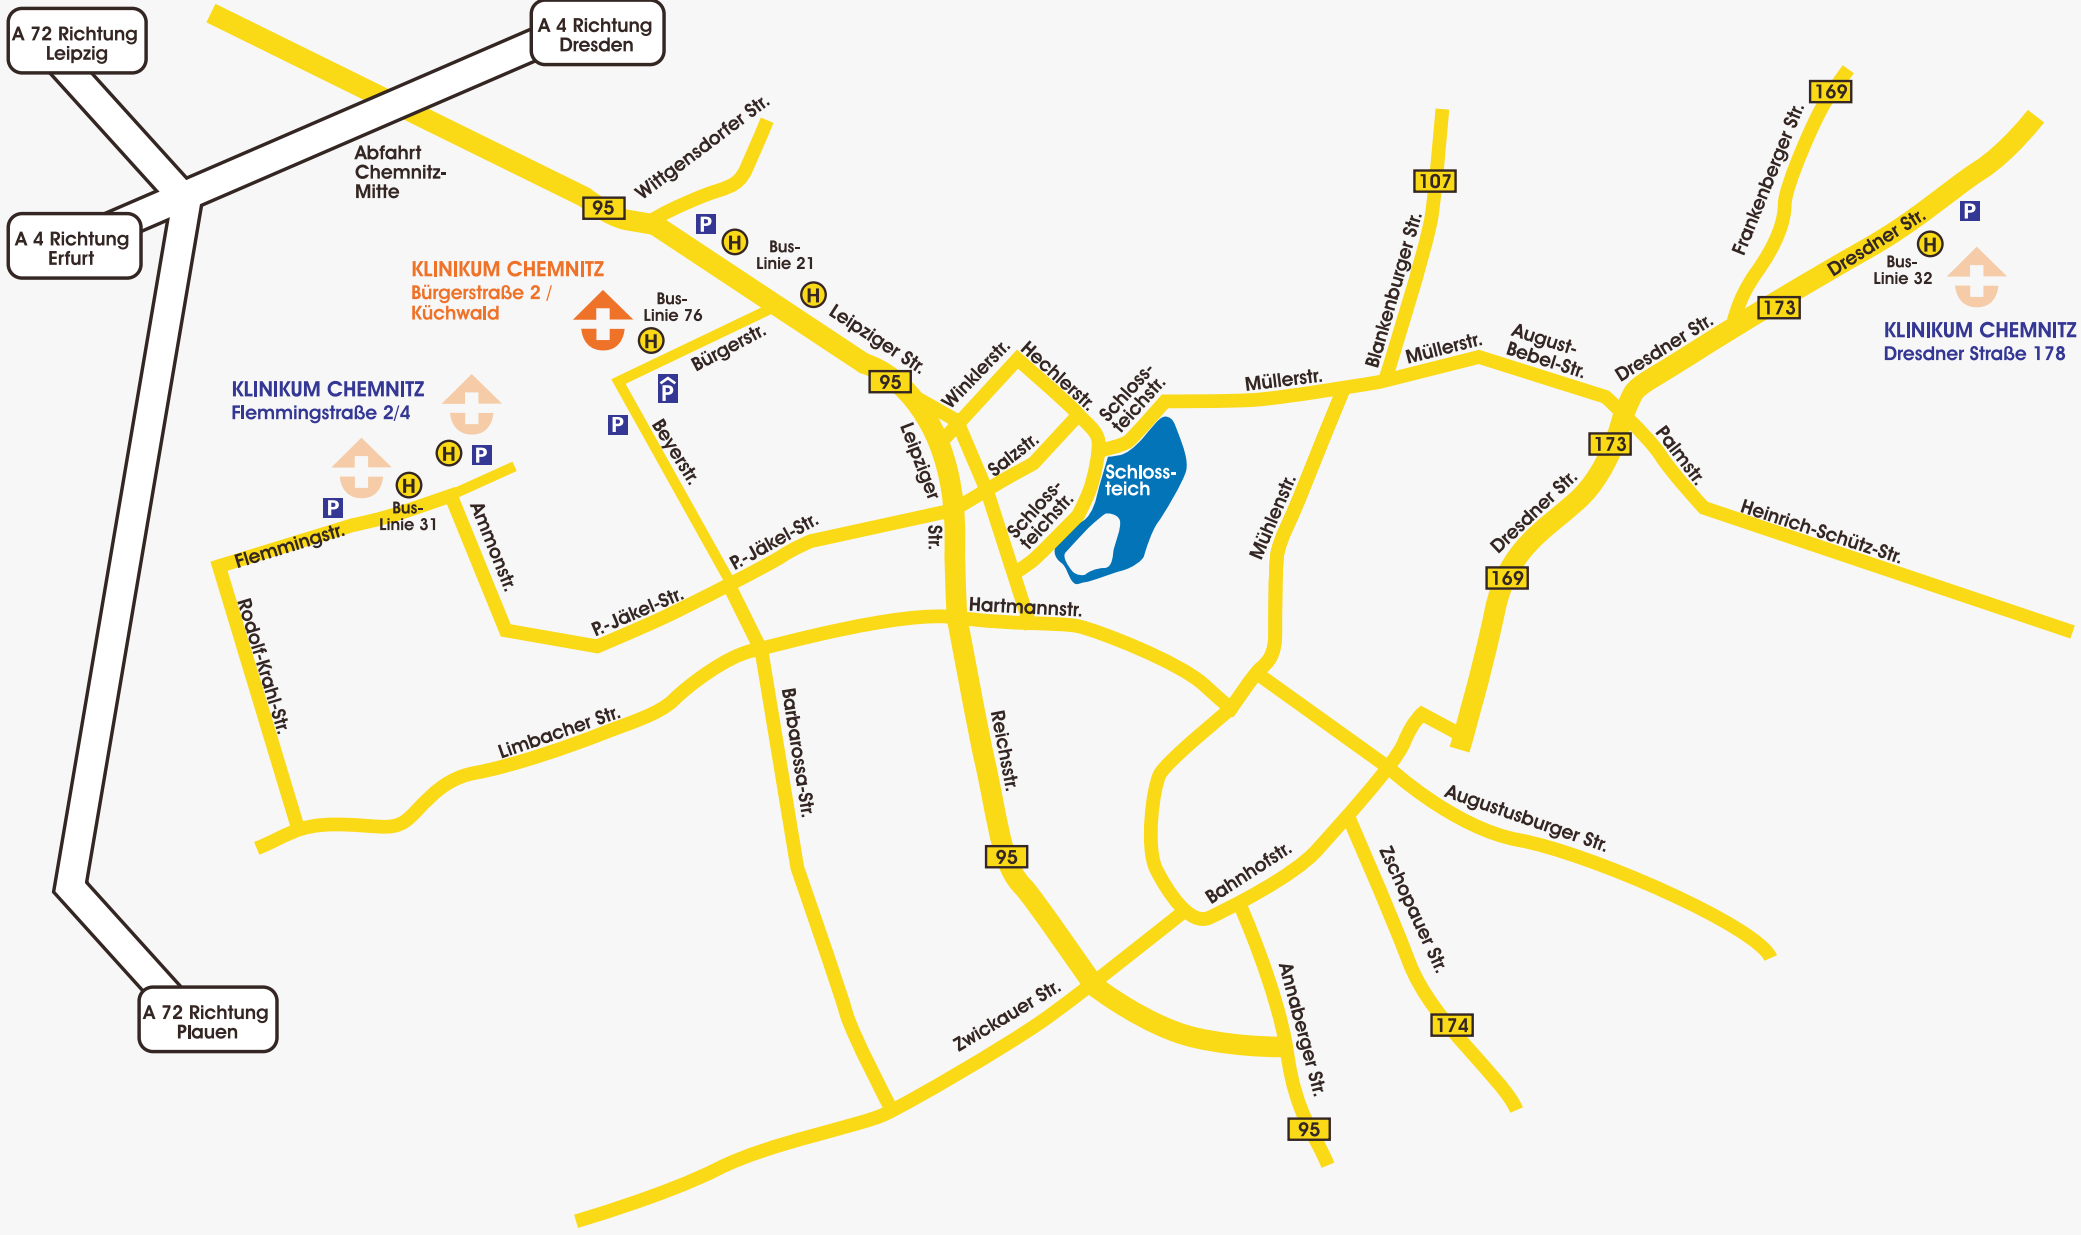 A 72 Richtung
Leipzig
A 4 Richtung
Dresden
Abfahrt
Chemnitz-
Mitte
A 4 Richtung
Erfurt
A 72 Richtung
Plauen
95
Wittgensdorfer Str.
P
H
Bus-
Linie 21
H
KLINIKUM CHEMNITZ
Bürgerstraße 2 /
Küchwald
Bus-
Linie 76
H
Bürgerstr.
Leipziger Str.
95
P
P
KLINIKUM CHEMNITZ
Flemmingstraße 2/4
H
P
H
P
Bus-
Linie 31
Flemmingstr.
Ammonstr.
Rodolf-Krahl-Str.
Beyerstr.
P.-Jäkel-Str.
P.-Jäkel-Str.
Limbacher Str.
Barbarossa-Str.
Leipziger
Str.
Winklerstr.
Hechlerstr.
Salzstr.
Schloss-
teichstr.
Schloss-
teichstr.
Schloss-
teich
Hartmannstr.
Reichsstr.
95
Zwickauer Str.
Müllerstr.
Mühlenstr.
107
Blankenburger Str.
Müllerstr.
August-
Bebel-Str.
169
Frankenberger Str.
Dresdner Str.
P
H
Bus-
Linie 32
173
KLINIKUM CHEMNITZ
Dresdner Straße 178
Dresdner Str.
173
Palmstr.
Heinrich-Schütz-Str.
Dresdner Str.
169
Augustusburger Str.
Bahnhofstr.
Zschopauer Str.
174
Annaberger Str.
95